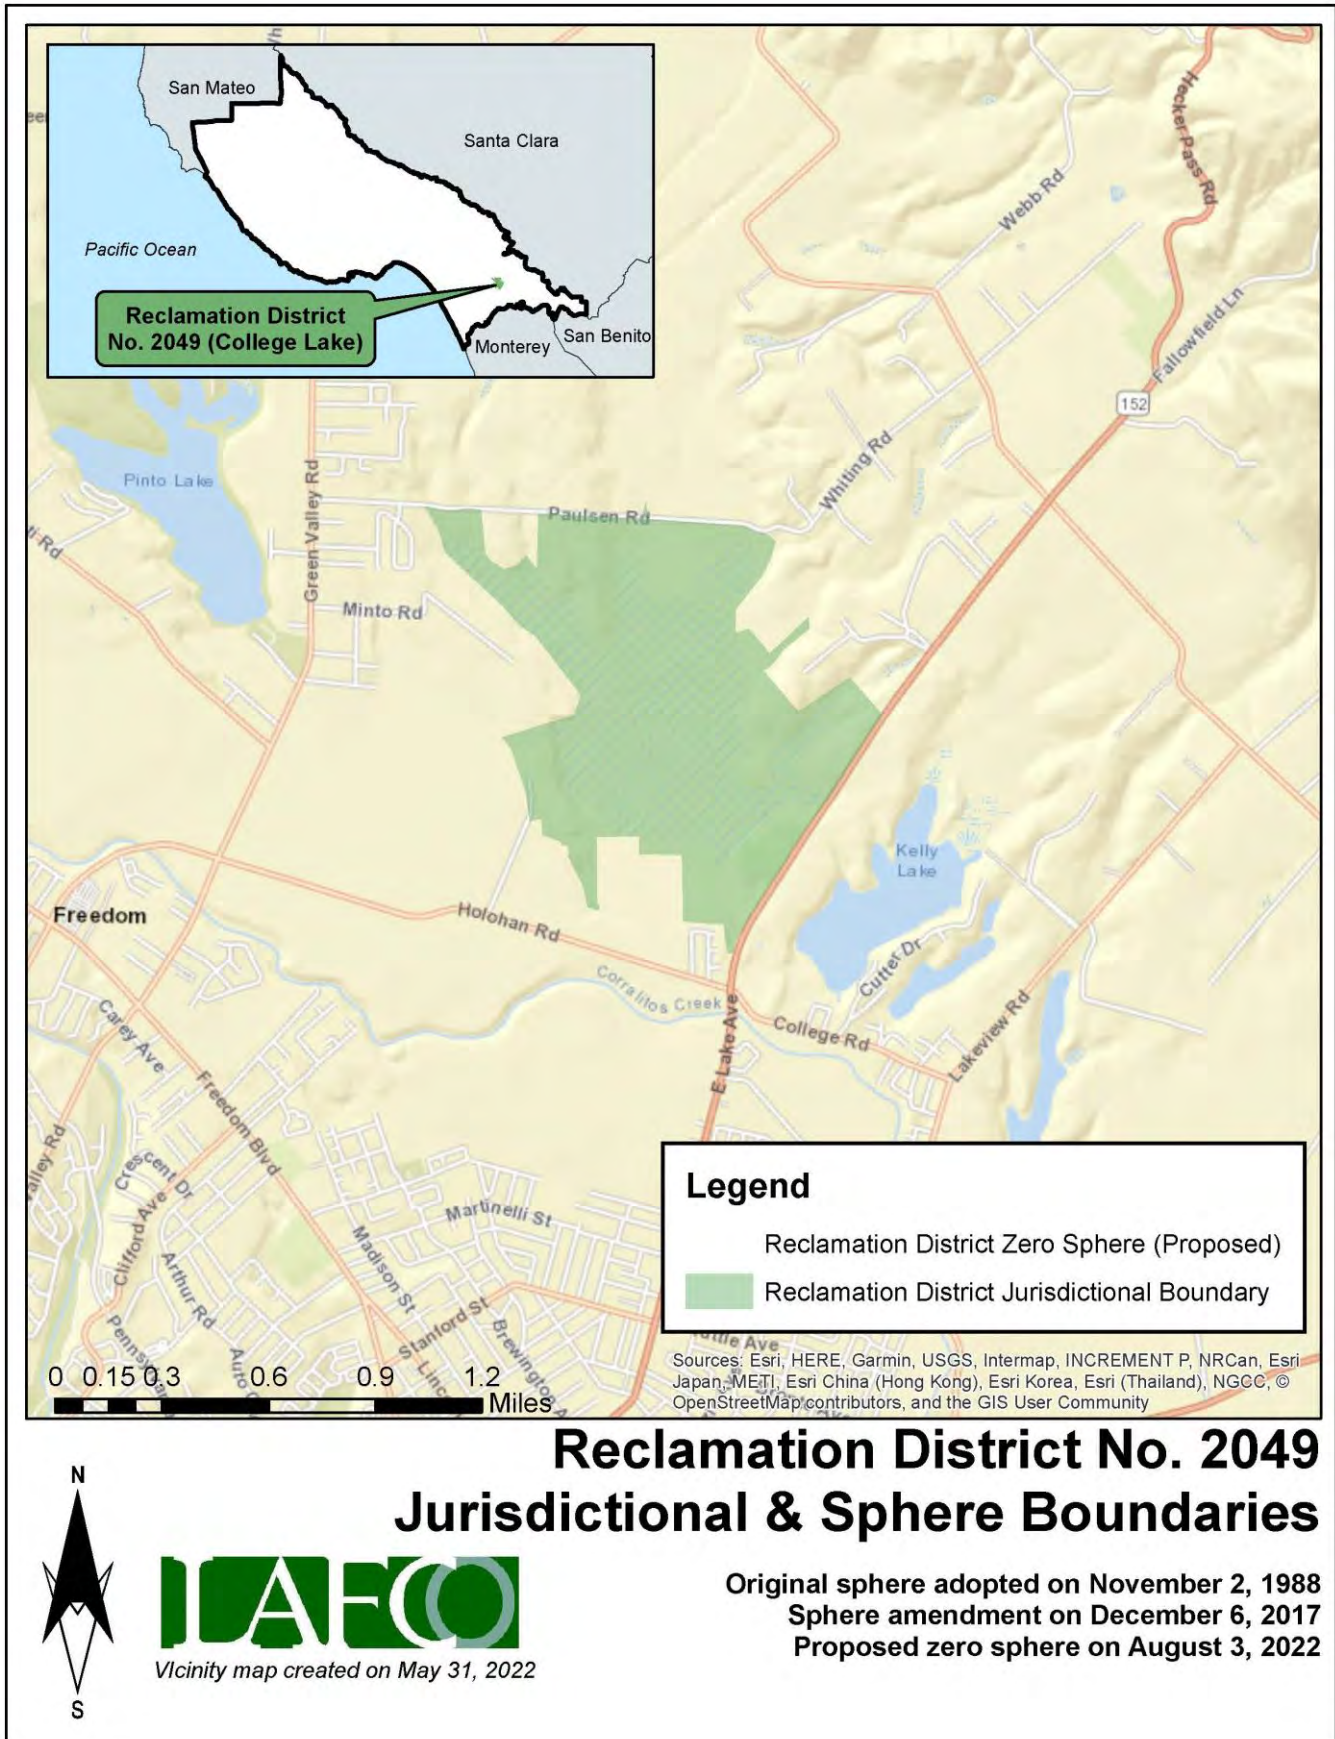 San Mateo
Santa Clara
Pacific Ocean
Reclamation District
No. 2049 (College Lake)
Monterey
San Benito
Hecker Pass Rd
Webb Rd
Fallowfield Ln
152
Pinto Lake
Green Valley Rd
Whiting Rd
Paulsen Rd
Minto Rd
Kelly
Lake
Freedom
Holohan Rd
Corralitos Creek
Cutter Dr
College Rd
Lakeview Rd
E Lake Ave
Carey Ave
Freedom Blvd
Crescent Dr
Clifford Ave
Arthur Rd
Martinelli St
Madison St
Stanford St
Legend
Reclamation District Zero Sphere (Proposed)
Reclamation District Jurisdictional Boundary
Sources: Esri, HERE, Garmin, USGS, Intermap, INCREMENT P, NRCan, Esri
Japan, METI, Esri China (Hong Kong), Esri Korea, Esri (Thailand), NGCC, ©
OpenStreetMap contributors, and the GIS User Community
0 0.15 0.3 0.6 0.9 1.2
Miles
Reclamation District No. 2049
Jurisdictional & Sphere Boundaries
N
S
LAFCO
VIcinity map created on May 31, 2022
Original sphere adopted on November 2, 1988
Sphere amendment on December 6, 2017
Proposed zero sphere on August 3, 2022